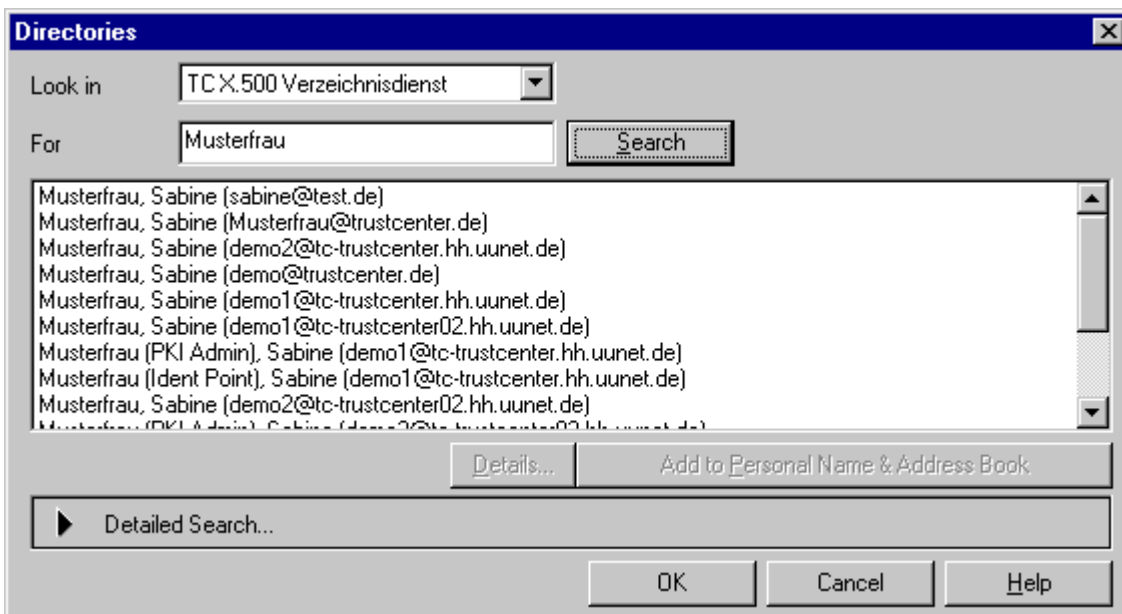 Directories
Look in TC X.500 Verzeichnisdienst
For Musterfrau Search
Musterfrau, Sabine (sabine@test.de)
Musterfrau, Sabine (Musterfrau@trustcenter.de)
Musterfrau, Sabine (demo2@tc-trustcenter.hh.uunet.de)
Musterfrau, Sabine (demo@trustcenter.de)
Musterfrau, Sabine (demo1@tc-trustcenter.hh.uunet.de)
Musterfrau, Sabine (demo1@tc-trustcenter02.hh.uunet.de)
Musterfrau (PKI Admin), Sabine (demo1@tc-trustcenter.hh.uunet.de)
Musterfrau (Ident Point), Sabine (demo1@tc-trustcenter.hh.uunet.de)
Musterfrau, Sabine (demo2@tc-trustcenter02.hh.uunet.de)
Musterfrau (PKI Admin), Sabine
Details... Add to Personal Name & Address Book
Detailed Search...
OK Cancel Help